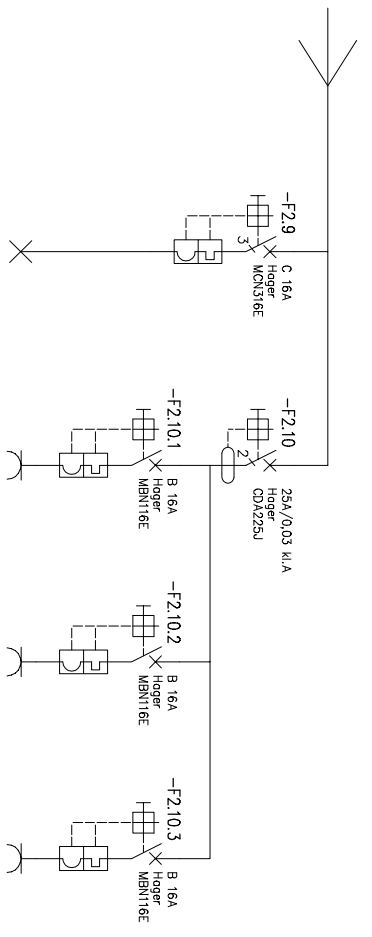 -F2.9
3
C 16A
Hager
MCN316E
-F2.10
2
25A/0,03 kl.A
Hager
CDA225J
-F2.10.1
B 16A
Hager
MBN116E
-F2.10.2
B 16A
Hager
MBN116E
-F2.10.3
B 16A
Hager
MBN116E